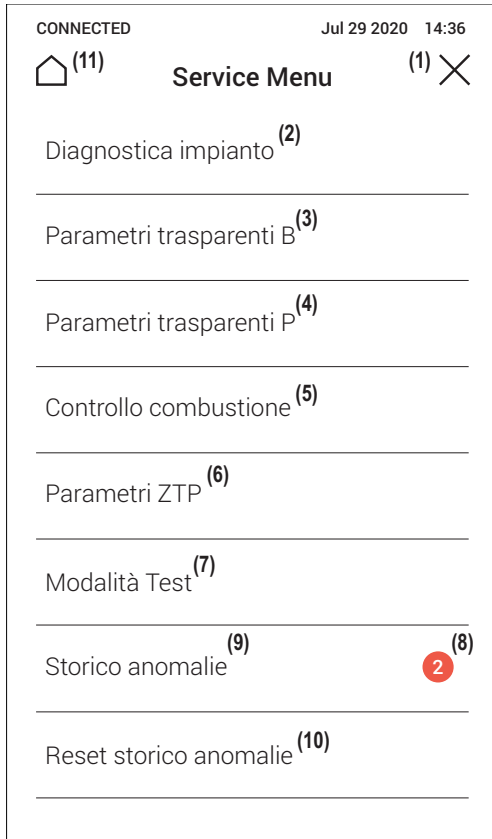 CONNECTED Jul 29 2020 14:36
(11) Service Menu (1)
Diagnostica impianto (2)
Parametri trasparenti B (3)
Parametri trasparenti P (4)
Controllo combustione (5)
Parametri ZTP (6)
Modalità Test (7)
Storico anomalie (9) 2 (8)
Reset storico anomalie (10)